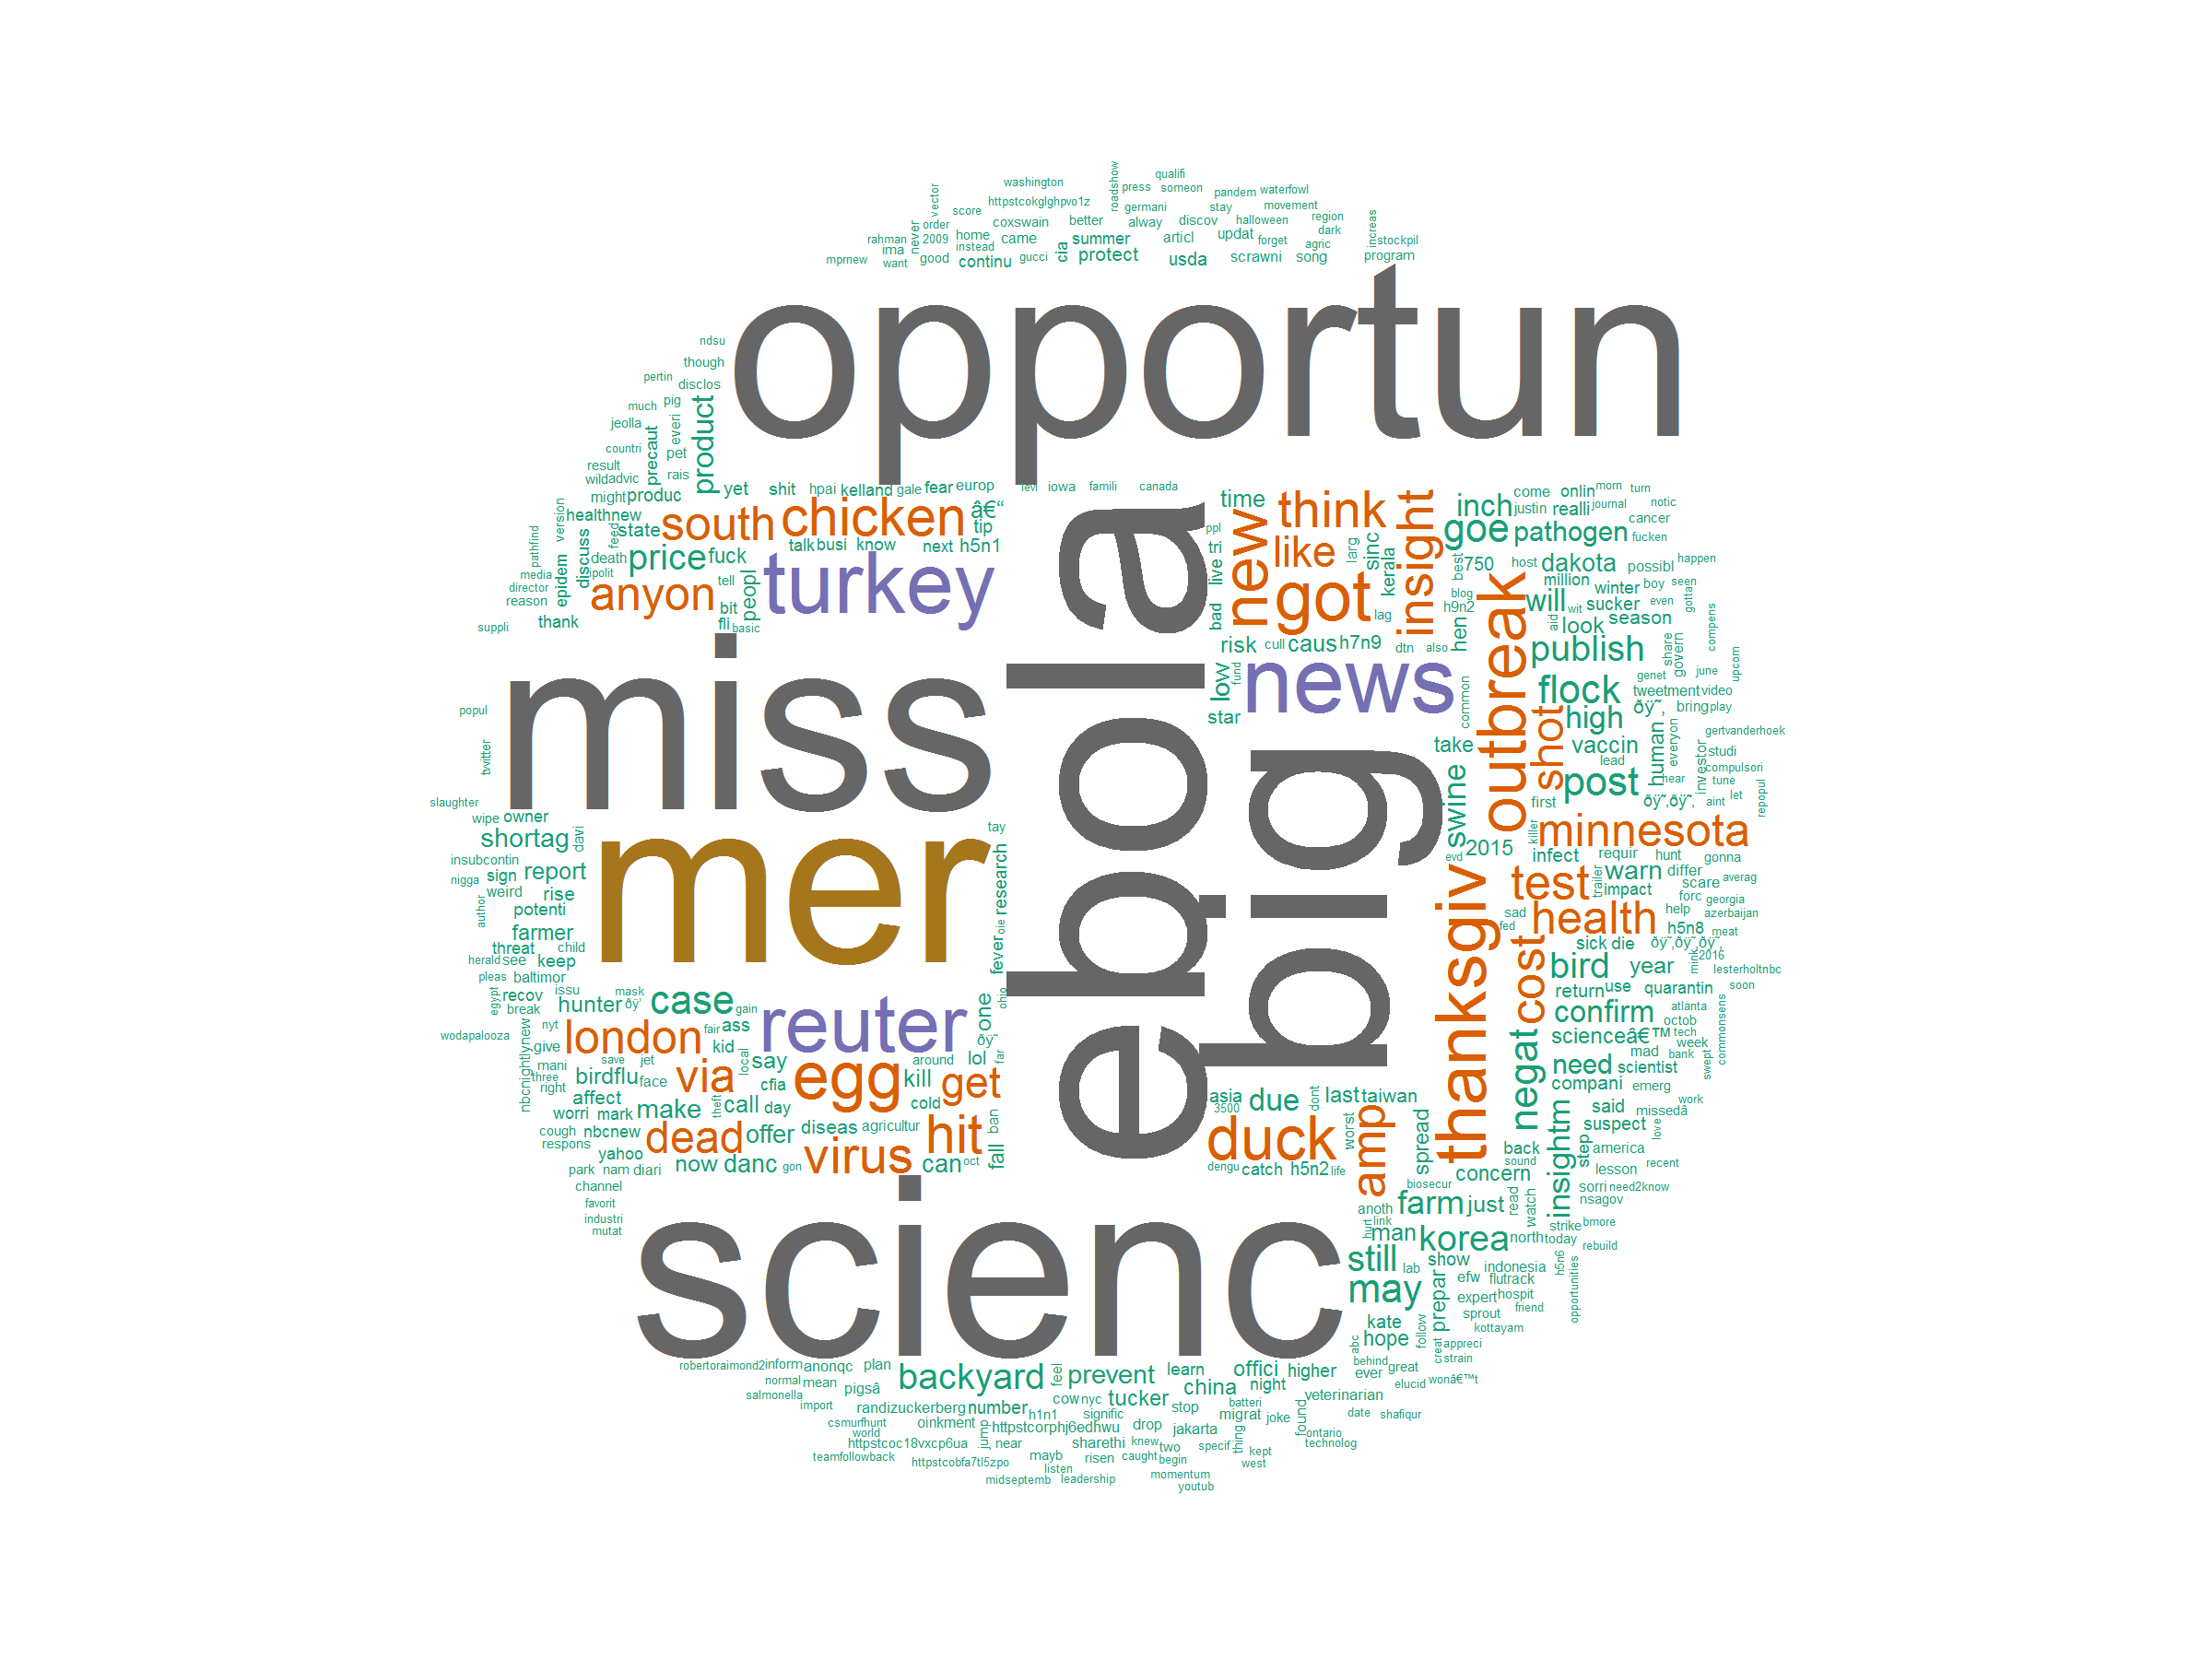 washington
roadshow
press
qualifi
someon
pandem
waterfowl
vector
httpstcokglghpvo1z
germani
stay
movement
score
order
coxswain
better
alway
discov
halloween
region
never
rahman
2009
home
came
summer
articl
updat
forget
dark
increas
stockpil
ima
instead
cia
agric
mprnew
want
good
continu
gucci
protect
usda
scrawni
song
program
opportun
ndsu
though
pertin
disclos
much
pig
product
jeolla
everi
countri
precaut
pet
result
rais
wildadvic
might
produc
yet
shit
hpai
kelland
gale
fear
europ
levl
iowa
famili
canada
time
think
insight
inch
come
onlin
morn
turn
justin
realli
journal
notic
version
healthnew
feed
state
south
chicken
â€“
tip
ppl
new
goe
pathogen
cancer
fucken
pathfind
discuss
death
price
fuck
talk
busi
know
next
h5n1
tri
like
larg
sinc
best
750
host
dakota
possibl
happen
media
ipolit
epidem
director
reason
anyon
tell
peopl
turkey
live
got
kerala
blog
million
winter
boy
seen
bit
bad
lag
h9n2
will
wit
sucker
even
gotta
suppli
thank
fli
basic
risk
cull
caus
h7n9
dtn
also
hen
outbreak
aid
look
season
compens
miss
ebola
low
fund
news
publish
share
govern
genet
june
upcom
popul
star
common
flock
tweetment
video
shot
high
ðÿ˜‚
bring
play
twitter
big
take
vaccin
human
everyon
gertvanderhoek
lead
studi
slaughter
swine
post
near
investor
compulsori
tune
wipe
owner
first
ðÿ˜‚ðÿ˜‚
aint
let
repopul
shortag
davi
mer
tay
killer
minnesota
insubcontin
evd
2015
infect
requir
hunt
gonna
nigga
sign
report
research
test
trailer
warn
differ
weird
rise
impact
scare
averag
author
potenti
oie
thanksgiv
sad
health
forc
georgia
farmer
fed
help
azerbaijan
threat
child
fever
h5n8
meat
herald
see
keep
cost
sick
die
ðÿ˜‚ðÿ˜‚ðÿ˜‚
pleas
baltimor
bird
year
mink
2016
lesterholtnbc
egypt
recov
issu
mask
case
ohio
return
use
quarantin
soon
break
hunter
ðÿ’
gain
reuter
one
confirm
atlanta
wodapalooza
nyt
london
fair
ass
ðÿ˜
negat
octob
give
kid
scienceâ€™
tech
week
commonsens
nbcnightlynew
mani
save
jet
local
say
around
lol
far
mad
bank
three
birdflu
face
via
cfia
egg
kill
get
need
scientist
swept
right
affect
theft
asia
due
dont
last
taiwan
compani
emerg
worri
mark
make
call
day
cold
3500
amp
said
work
cough
nbcnew
dead
offer
diseas
agricultur
hit
ban
duck
worst
insightm
suspect
missedâ
love
respons
yahoo
virus
fall
spread
back
step
america
park
nam
diari
now
danc
gon
can
oct
dengu
catch
h5n2
life
concern
sound
lesson
recent
channel
scienc
biosecur
sorri
need2know
favorit
farm
just
read
watch
nsagov
industri
anoth
link
strike
bmore
mutat
hurt
man
korea
north
today
rebuild
still
show
h5n6
lab
indonesia
opportunities
may
prepar
efw
flutrack
expert
hospit
friend
kate
follow
sprout
abc
hope
kottayam
creat
appreci
robertoraimond2
inform
anonqc
plan
backyard
feel
prevent
learn
offici
higher
behind
great
strain
normal
mean
china
night
ever
elucid
wonâ€™t
salmonella
pigsâ
cow
nyc
tucker
batteri
veterinarian
import
randizuckerberg
number
h1n1
signific
stop
migrat
joke
found
date
shafiqur
csmurfhunt
oinkment
httpstcorphj6edhwu
drop
jakarta
ontario
world
jump
httpstcoc18vxcp6ua
near
sharethi
knew
two
specif
thing
technolog
teamfollowback
httpstcobfa7tl5zpo
mayb
risen
caught
begin
kept
listen
west
midseptemb
leadership
momentum
youtub